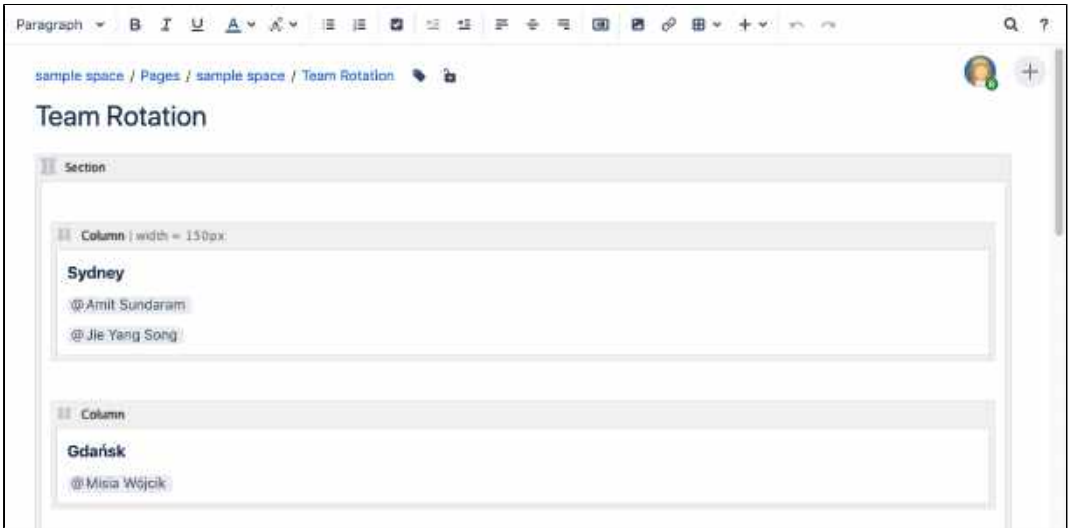 Paragraph B I U A
?
sample space / Pages / sample space / Team Rotation
Team Rotation
Section
Column | width = 150px
Sydney
@Amit Sundaram
@Jie Yang Song
Column
Gdańsk
@Misia Wójcik